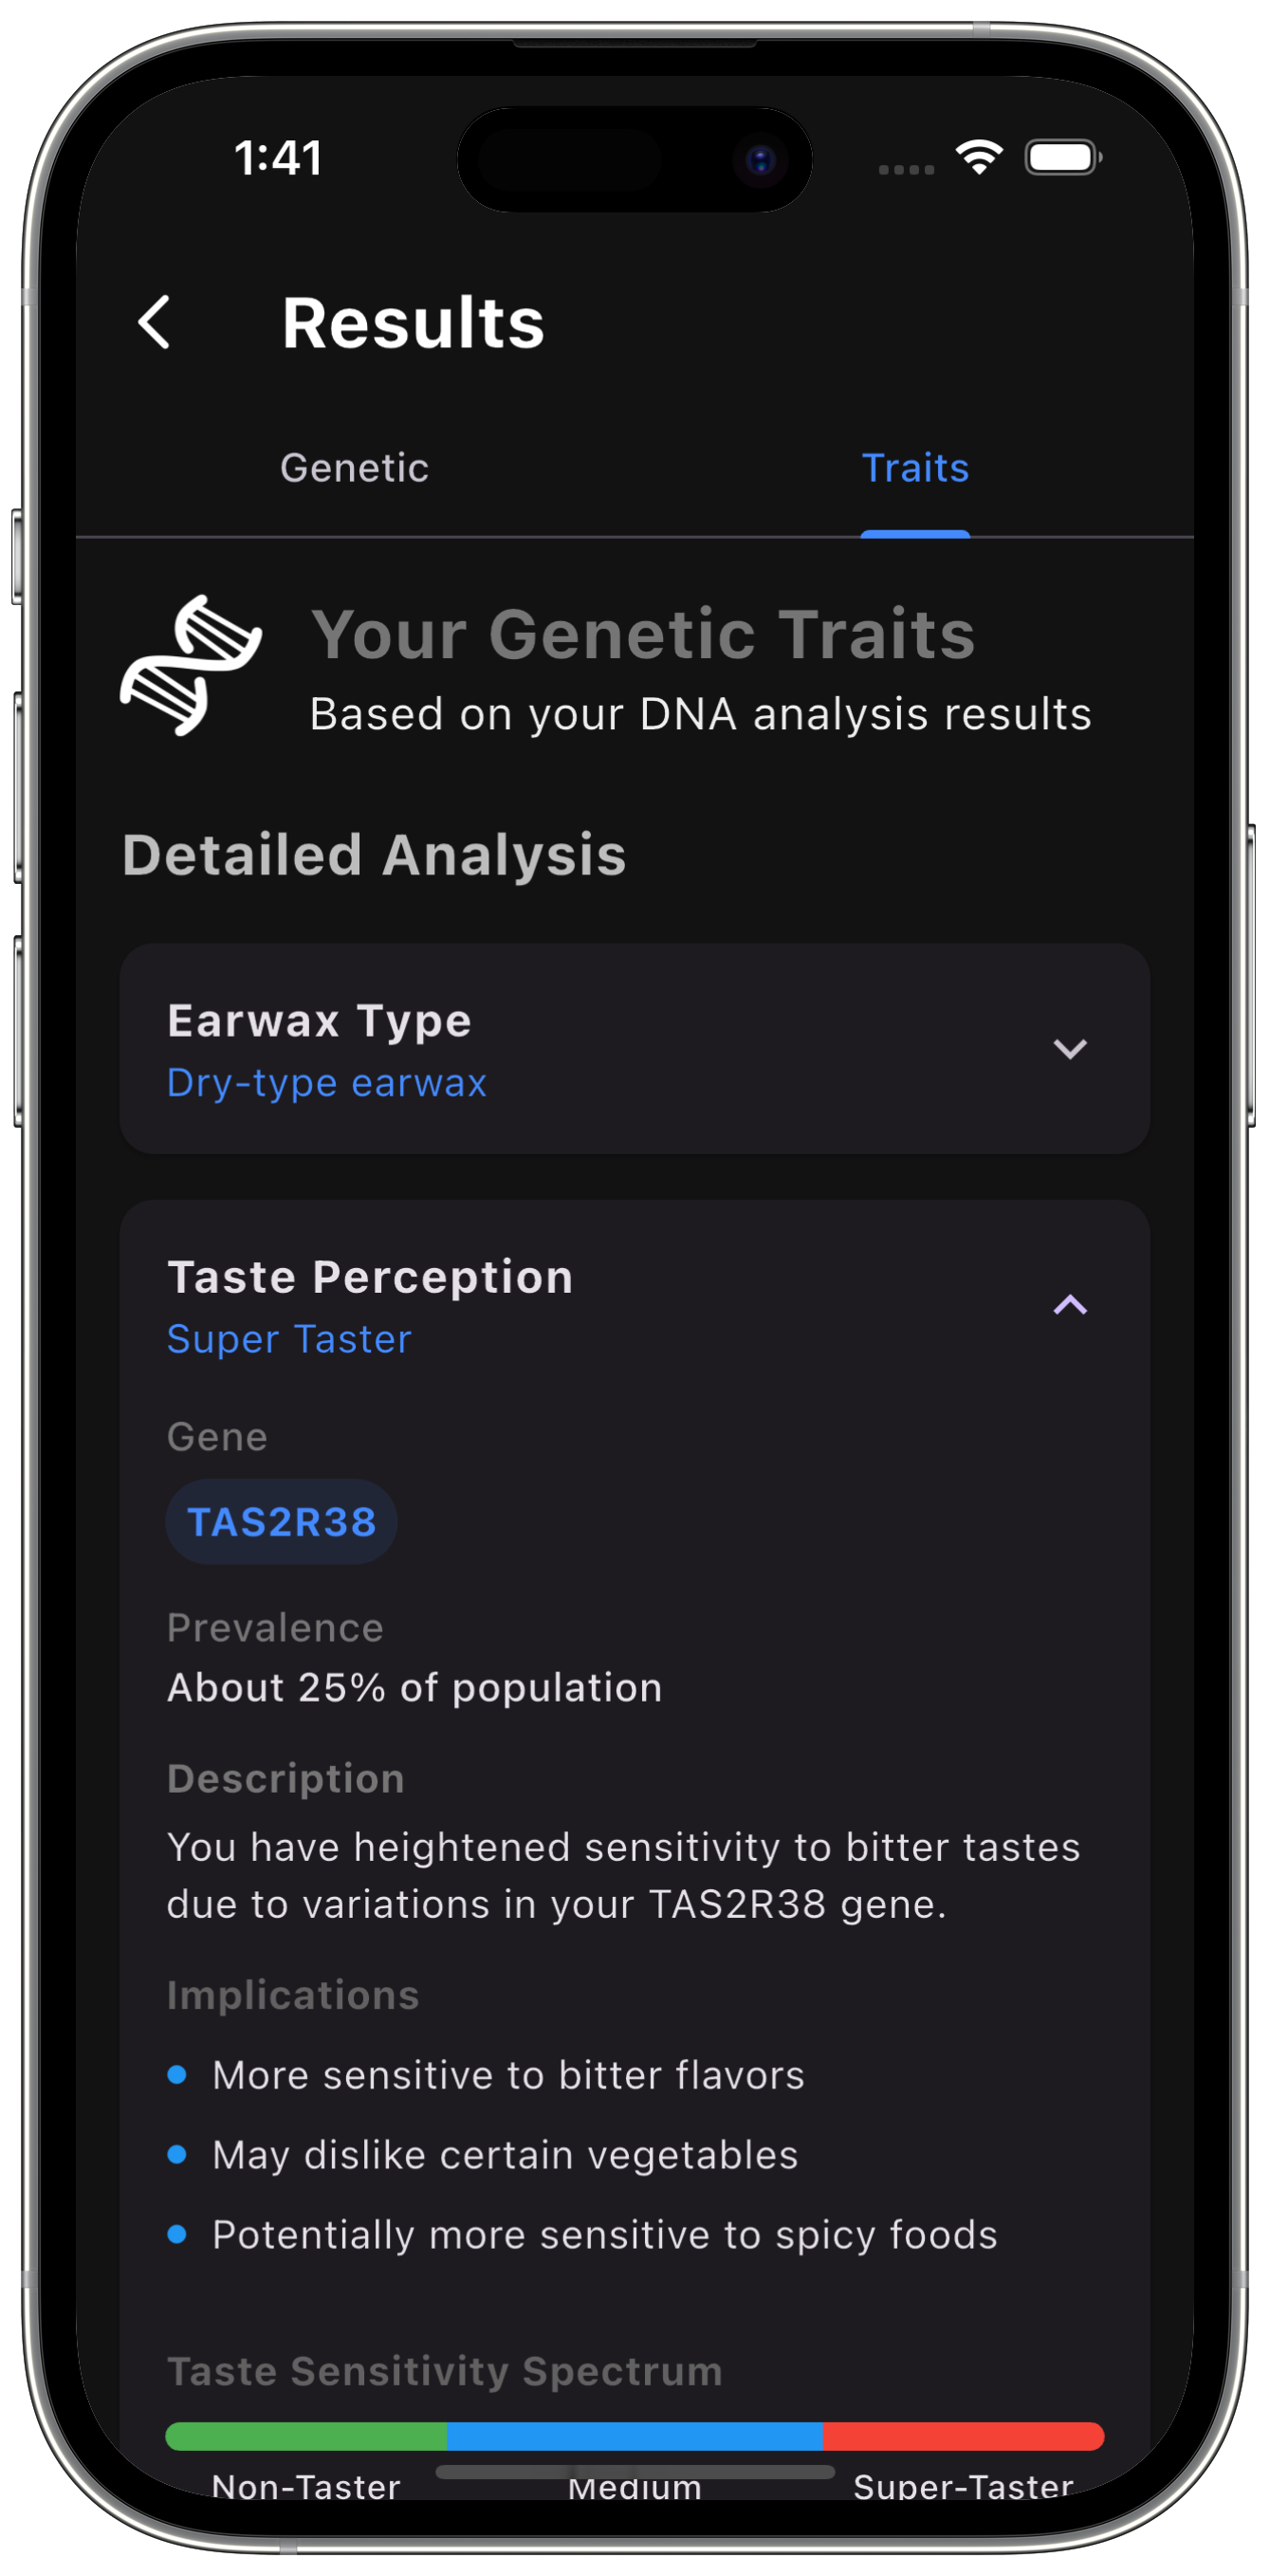 1:41
Results
Genetic
Traits
Your Genetic Traits
Based on your DNA analysis results
Detailed Analysis
Earwax Type
Dry-type earwax
Taste Perception
Super Taster
Gene
TAS2R38
Prevalence
About 25% of population
Description
You have heightened sensitivity to bitter tastes
due to variations in your TAS2R38 gene.
Implications
More sensitive to bitter flavors
May dislike certain vegetables
Potentially more sensitive to spicy foods
Taste Sensitivity Spectrum
Non-Taster
Medium
Super-Taster